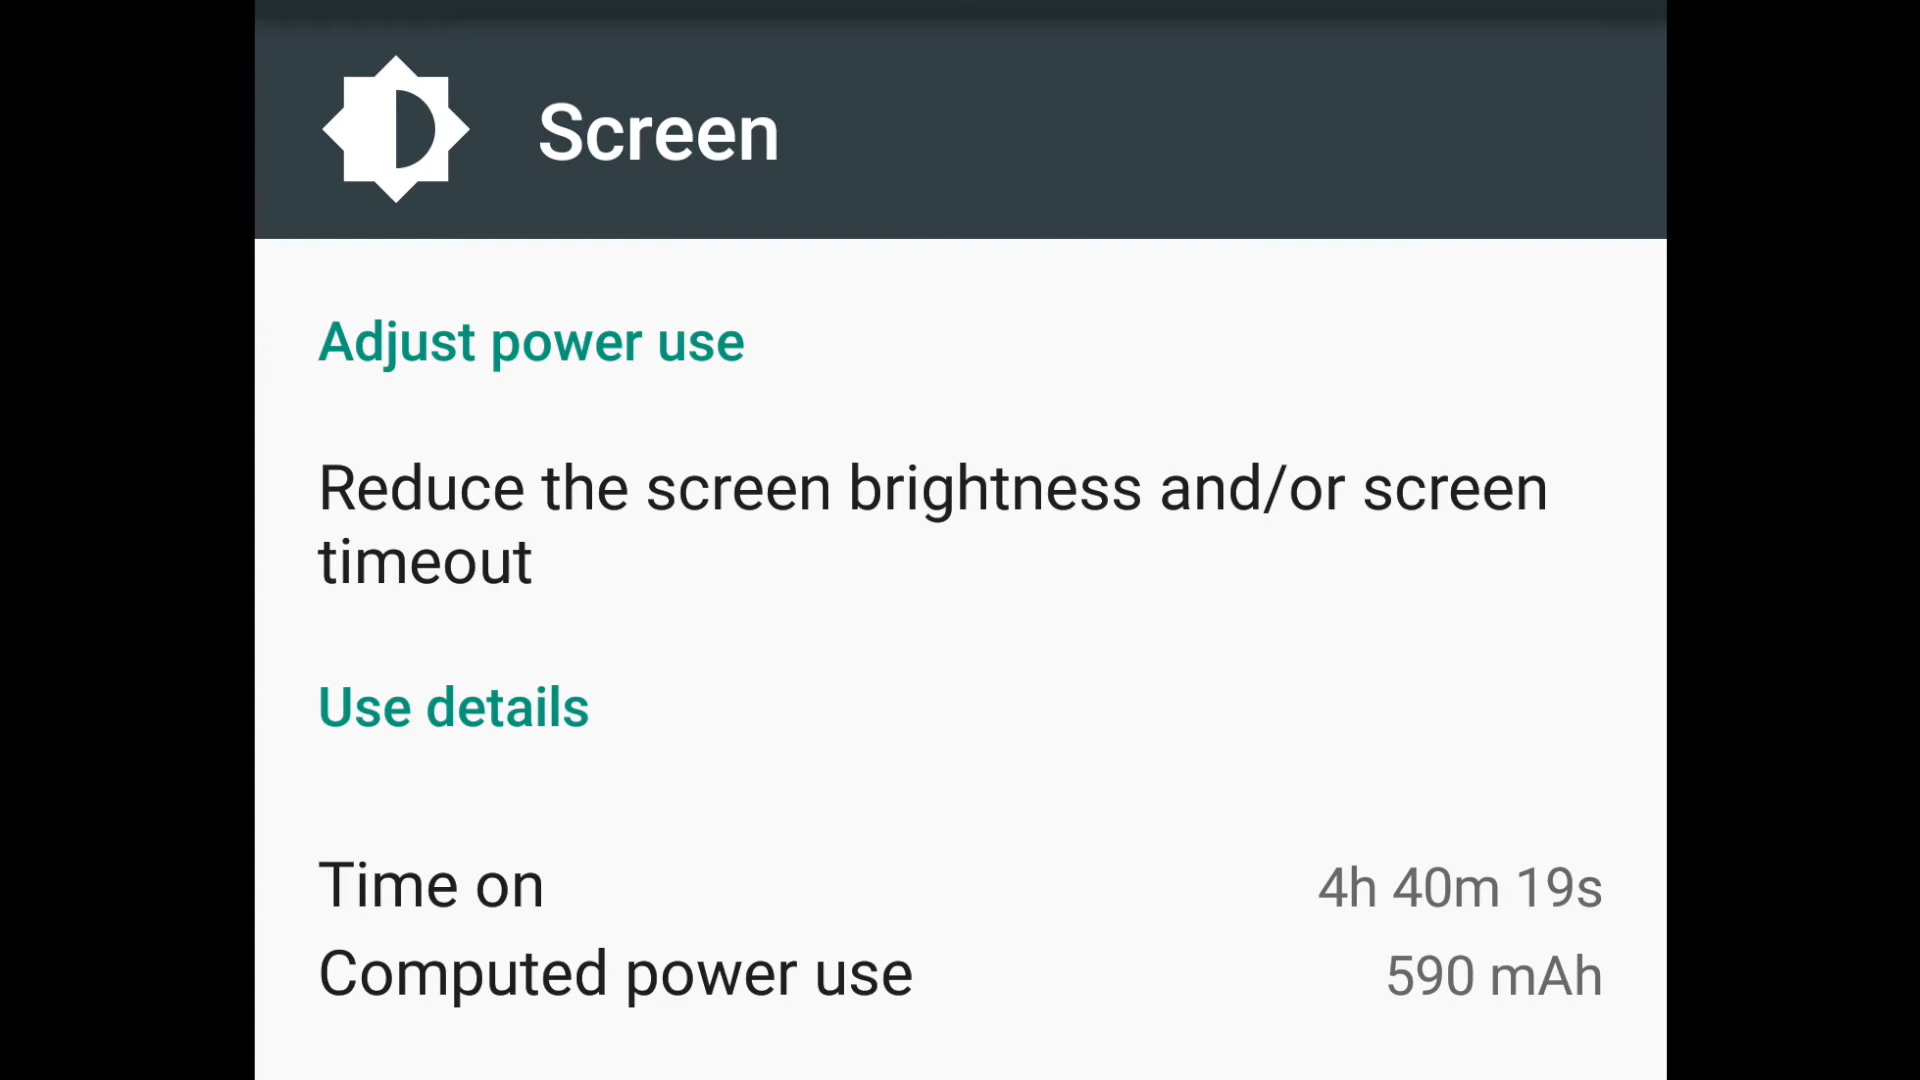 Screen
Adjust power use
Reduce the screen brightness and/or screen
timeout
Use details
Time on 4h 40m 19s
Computed power use 590 mAh